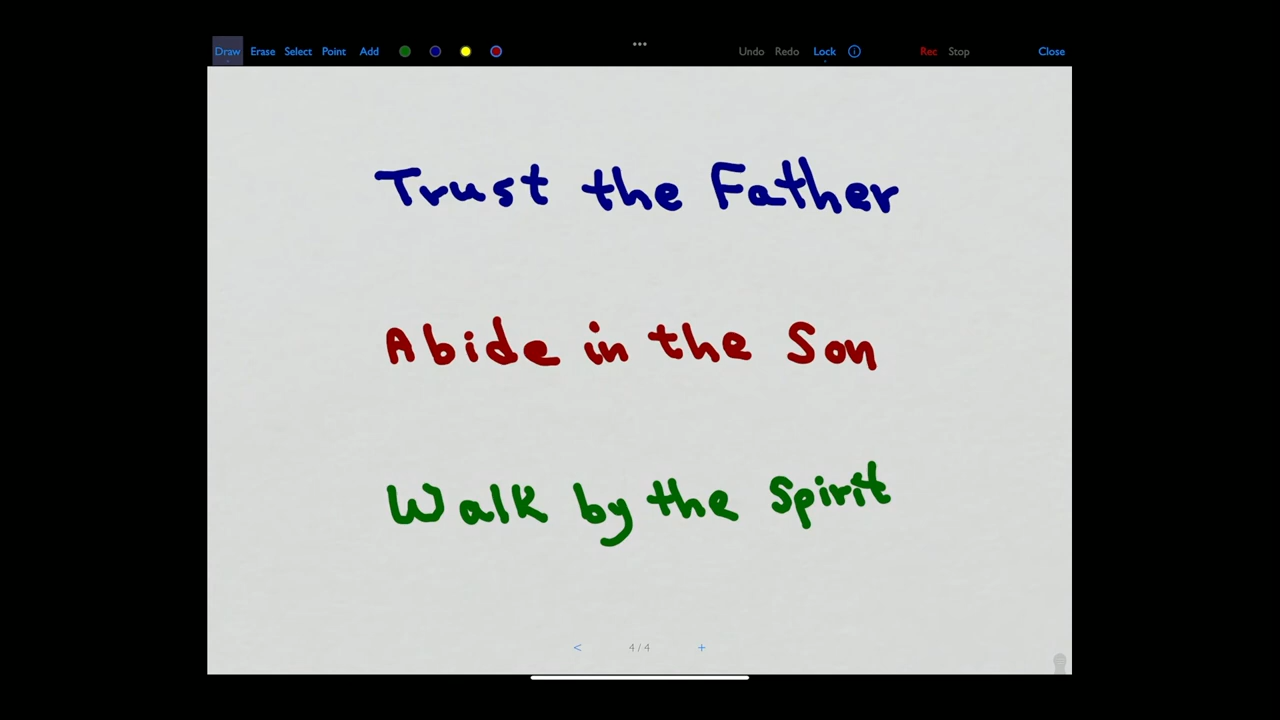 Draw Erase Select Point Add Undo Redo Lock Rec Stop Close
Trust the Father
Abide in the Son
Walk by the Spirit
< 4 / 4 +